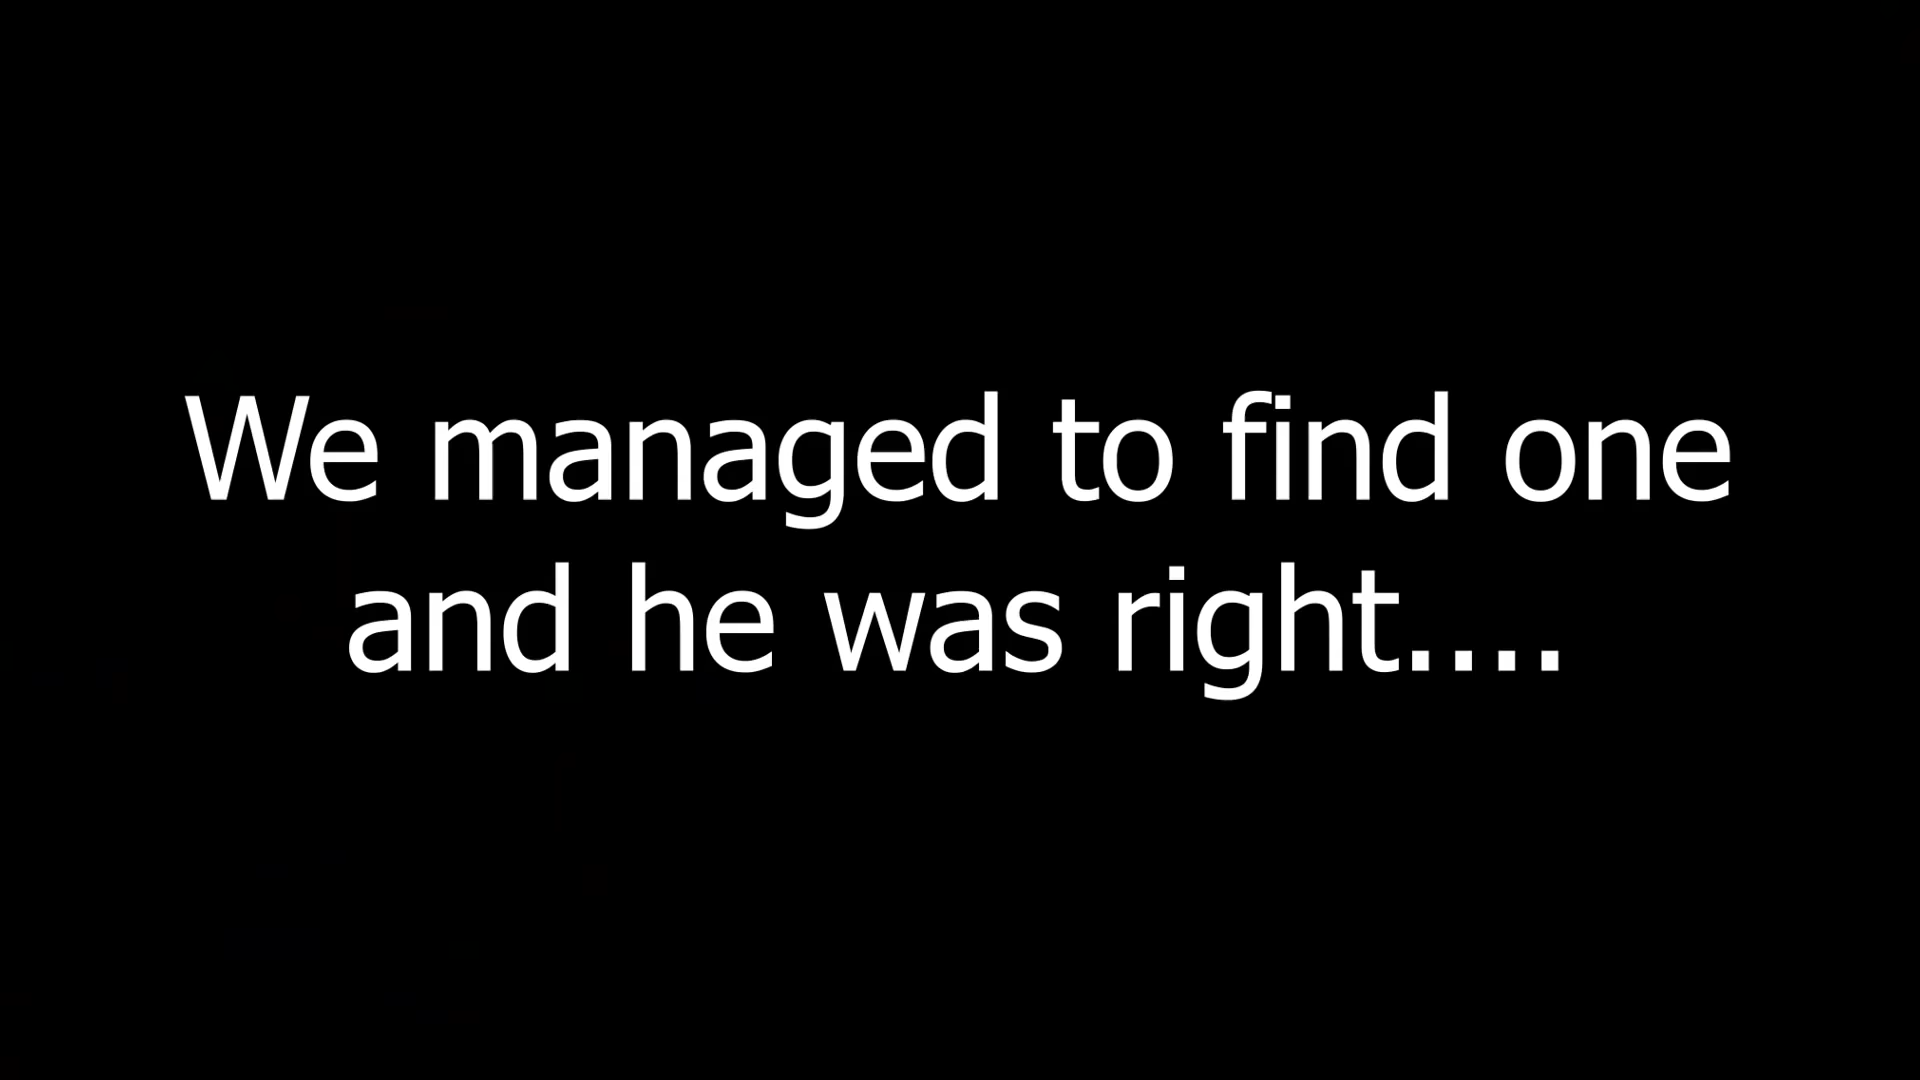 We managed to find one
and he was right....